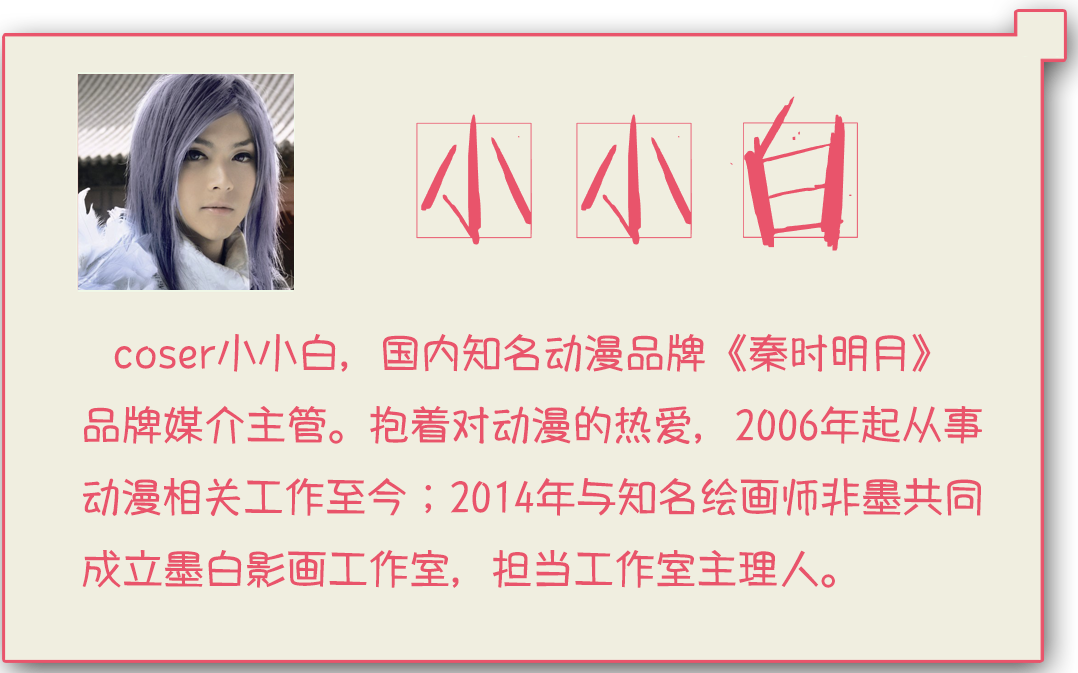 小小白
coser小小白，国内知名动漫品牌《秦时明月》
品牌媒介主管。抱着对动漫的热爱，2006年起从事
动漫相关工作至今；2014年与知名绘画师非墨共同
成立墨白影画工作室，担当工作室主理人。